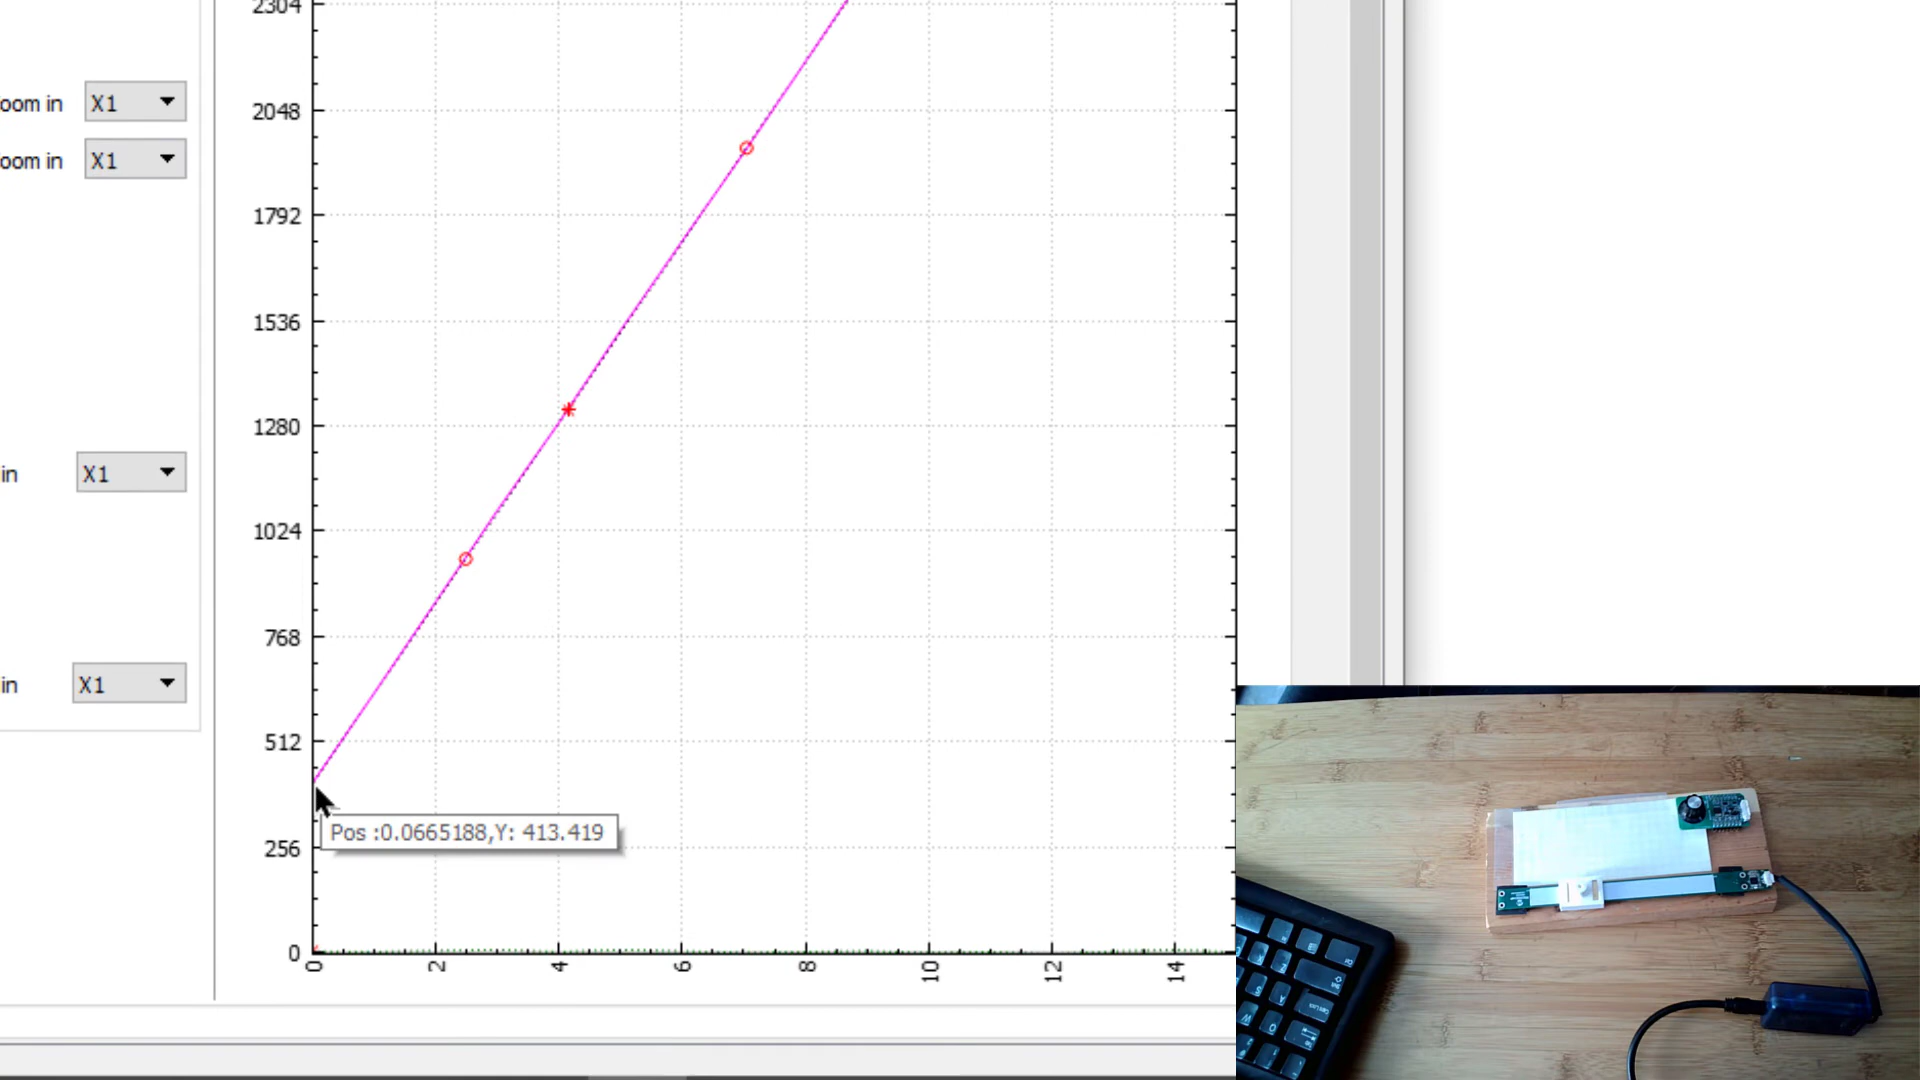 2304
oom in X1
2048
oom in X1
1792
1536
1280
in X1
1024
768
in X1
512
Pos :0.0665188,Y: 413.419
256
0
0 2 4 6 8 10 12 14